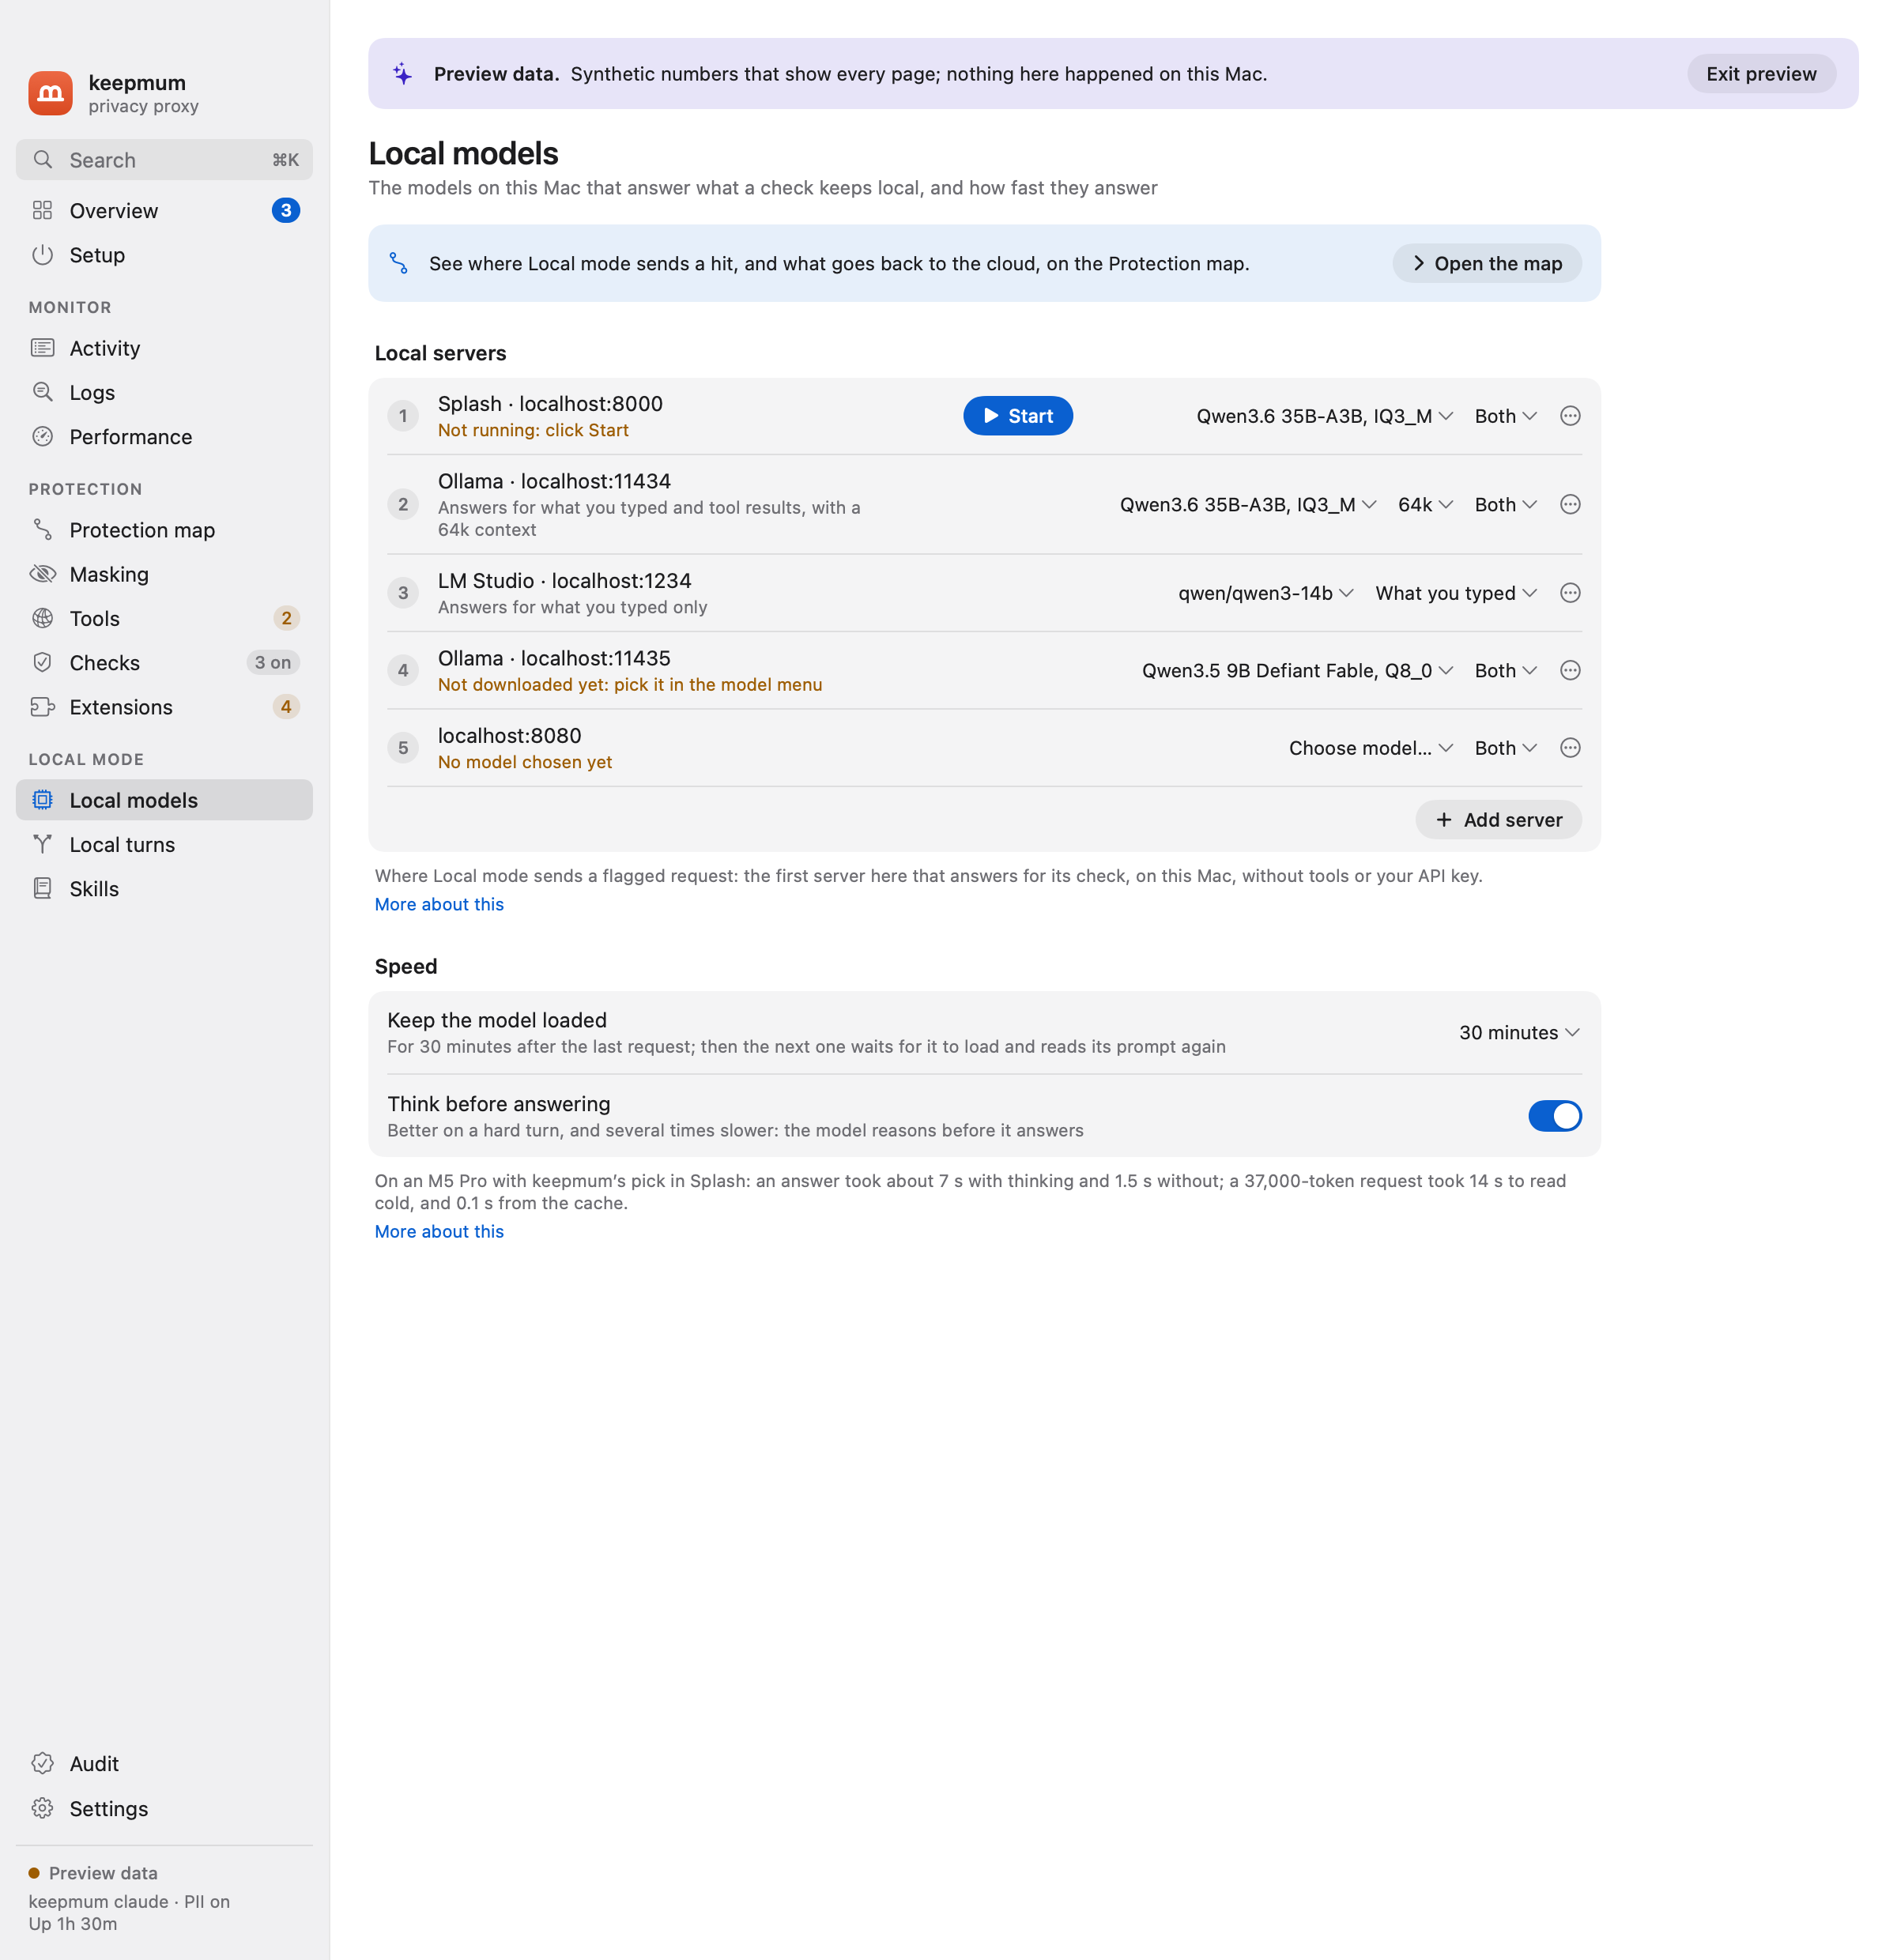 keepmum
privacy proxy
Search ⌘K
Overview 3
Setup
MONITOR
Activity
Logs
Performance
PROTECTION
Protection map
Masking
Tools 2
Checks 3 on
Extensions 4
LOCAL MODE
Local models
Local turns
Skills
Audit
Settings
Preview data
keepmum claude · PII on
Up 1h 30m
Preview data. Synthetic numbers that show every page; nothing here happened on this Mac.
Exit preview
Local models
The models on this Mac that answer what a check keeps local, and how fast they answer
See where Local mode sends a hit, and what goes back to the cloud, on the Protection map.
Open the map
Local servers
1 Splash · localhost:8000
Not running: click Start
Start
Qwen3.6 35B-A3B, IQ3_M Both
2 Ollama · localhost:11434
Answers for what you typed and tool results, with a
64k context
Qwen3.6 35B-A3B, IQ3_M 64k Both
3 LM Studio · localhost:1234
Answers for what you typed only
qwen/qwen3-14b What you typed
4 Ollama · localhost:11435
Not downloaded yet: pick it in the model menu
Qwen3.5 9B Defiant Fable, Q8_0 Both
5 localhost:8080
No model chosen yet
Choose model... Both
Add server
Where Local mode sends a flagged request: the first server here that answers for its check, on this Mac, without tools or your API key.
More about this
Speed
Keep the model loaded
For 30 minutes after the last request; then the next one waits for it to load and reads its prompt again
30 minutes
Think before answering
Better on a hard turn, and several times slower: the model reasons before it answers
On an M5 Pro with keepmum’s pick in Splash: an answer took about 7 s with thinking and 1.5 s without; a 37,000-token request took 14 s to read
cold, and 0.1 s from the cache.
More about this